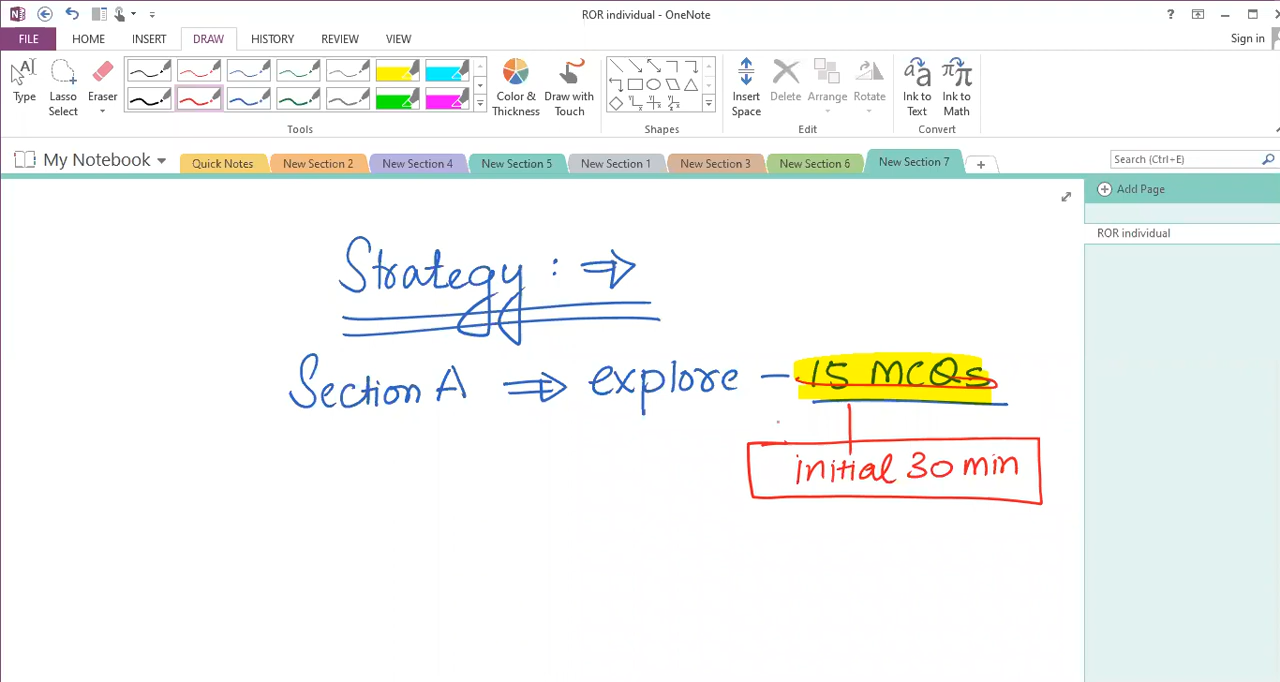 ROR individual - OneNote
?
Sign in
FILE HOME INSERT DRAW HISTORY REVIEW VIEW
Type
Lasso Select
Eraser
Color & Thickness
Draw with Touch
Insert Space
Delete
Arrange
Rotate
Ink to Text
Ink to Math
Tools
Shapes
Edit
Convert
My Notebook
Quick Notes New Section 2 New Section 4 New Section 5 New Section 1 New Section 3 New Section 6 New Section 7
Search (Ctrl+E)
Add Page
ROR individual
Strategy : ⇒
Section A ⇒ explore – 15 MCQs
initial 30 min